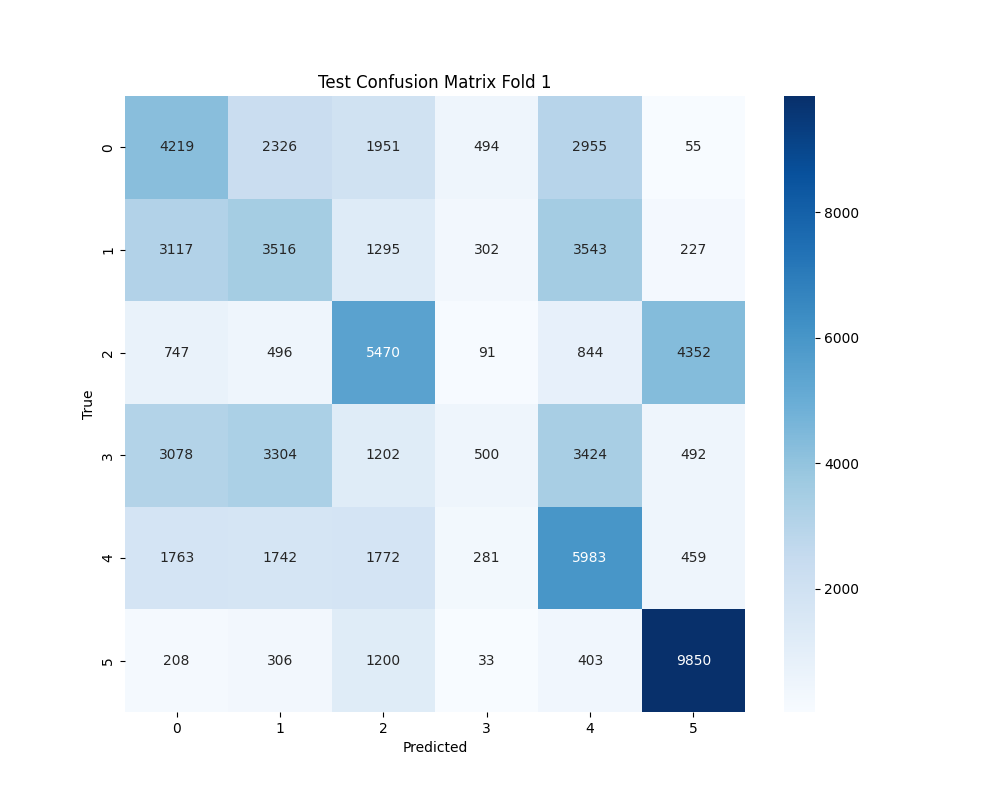 Test Confusion Matrix Fold 1
0 4219 2326 1951 494 2955 55
1 3117 3516 1295 302 3543 227
2 747 496 5470 91 844 4352
3 3078 3304 1202 500 3424 492
4 1763 1742 1772 281 5983 459
5 208 306 1200 33 403 9850
0 1 2 3 4 5
Predicted
True
8000
6000
4000
2000